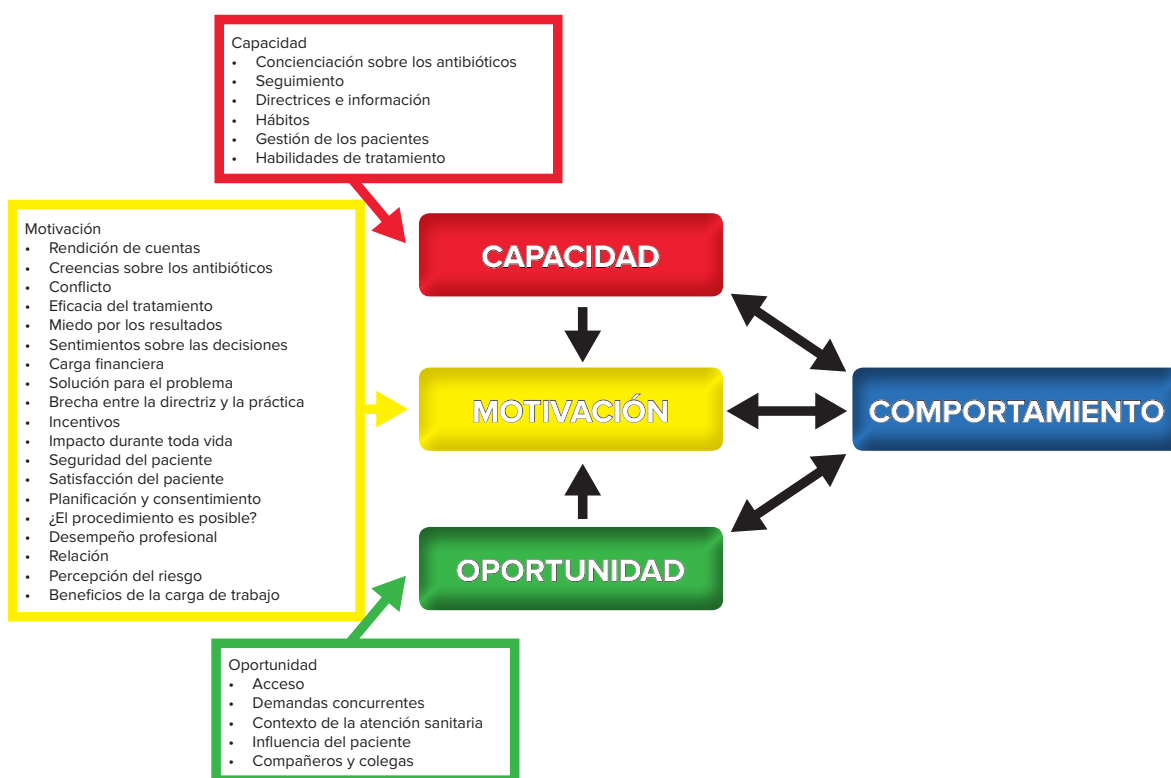 Capacidad
• Concienciación sobre los antibióticos
• Seguimiento
• Directrices e información
• Hábitos
• Gestión de los pacientes
• Habilidades de tratamiento
Motivación
• Rendición de cuentas
• Creencias sobre los antibióticos
• Conflicto
• Eficacia del tratamiento
• Miedo por los resultados
• Sentimientos sobre las decisiones
• Carga financiera
• Solución para el problema
• Brecha entre la directriz y la práctica
• Incentivos
• Impacto durante toda vida
• Seguridad del paciente
• Satisfacción del paciente
• Planificación y consentimiento
• ¿El procedimiento es posible?
• Desempeño profesional
• Relación
• Percepción del riesgo
• Beneficios de la carga de trabajo
CAPACIDAD
MOTIVACIÓN
COMPORTAMIENTO
OPORTUNIDAD
Oportunidad
• Acceso
• Demandas concurrentes
• Contexto de la atención sanitaria
• Influencia del paciente
• Compañeros y colegas